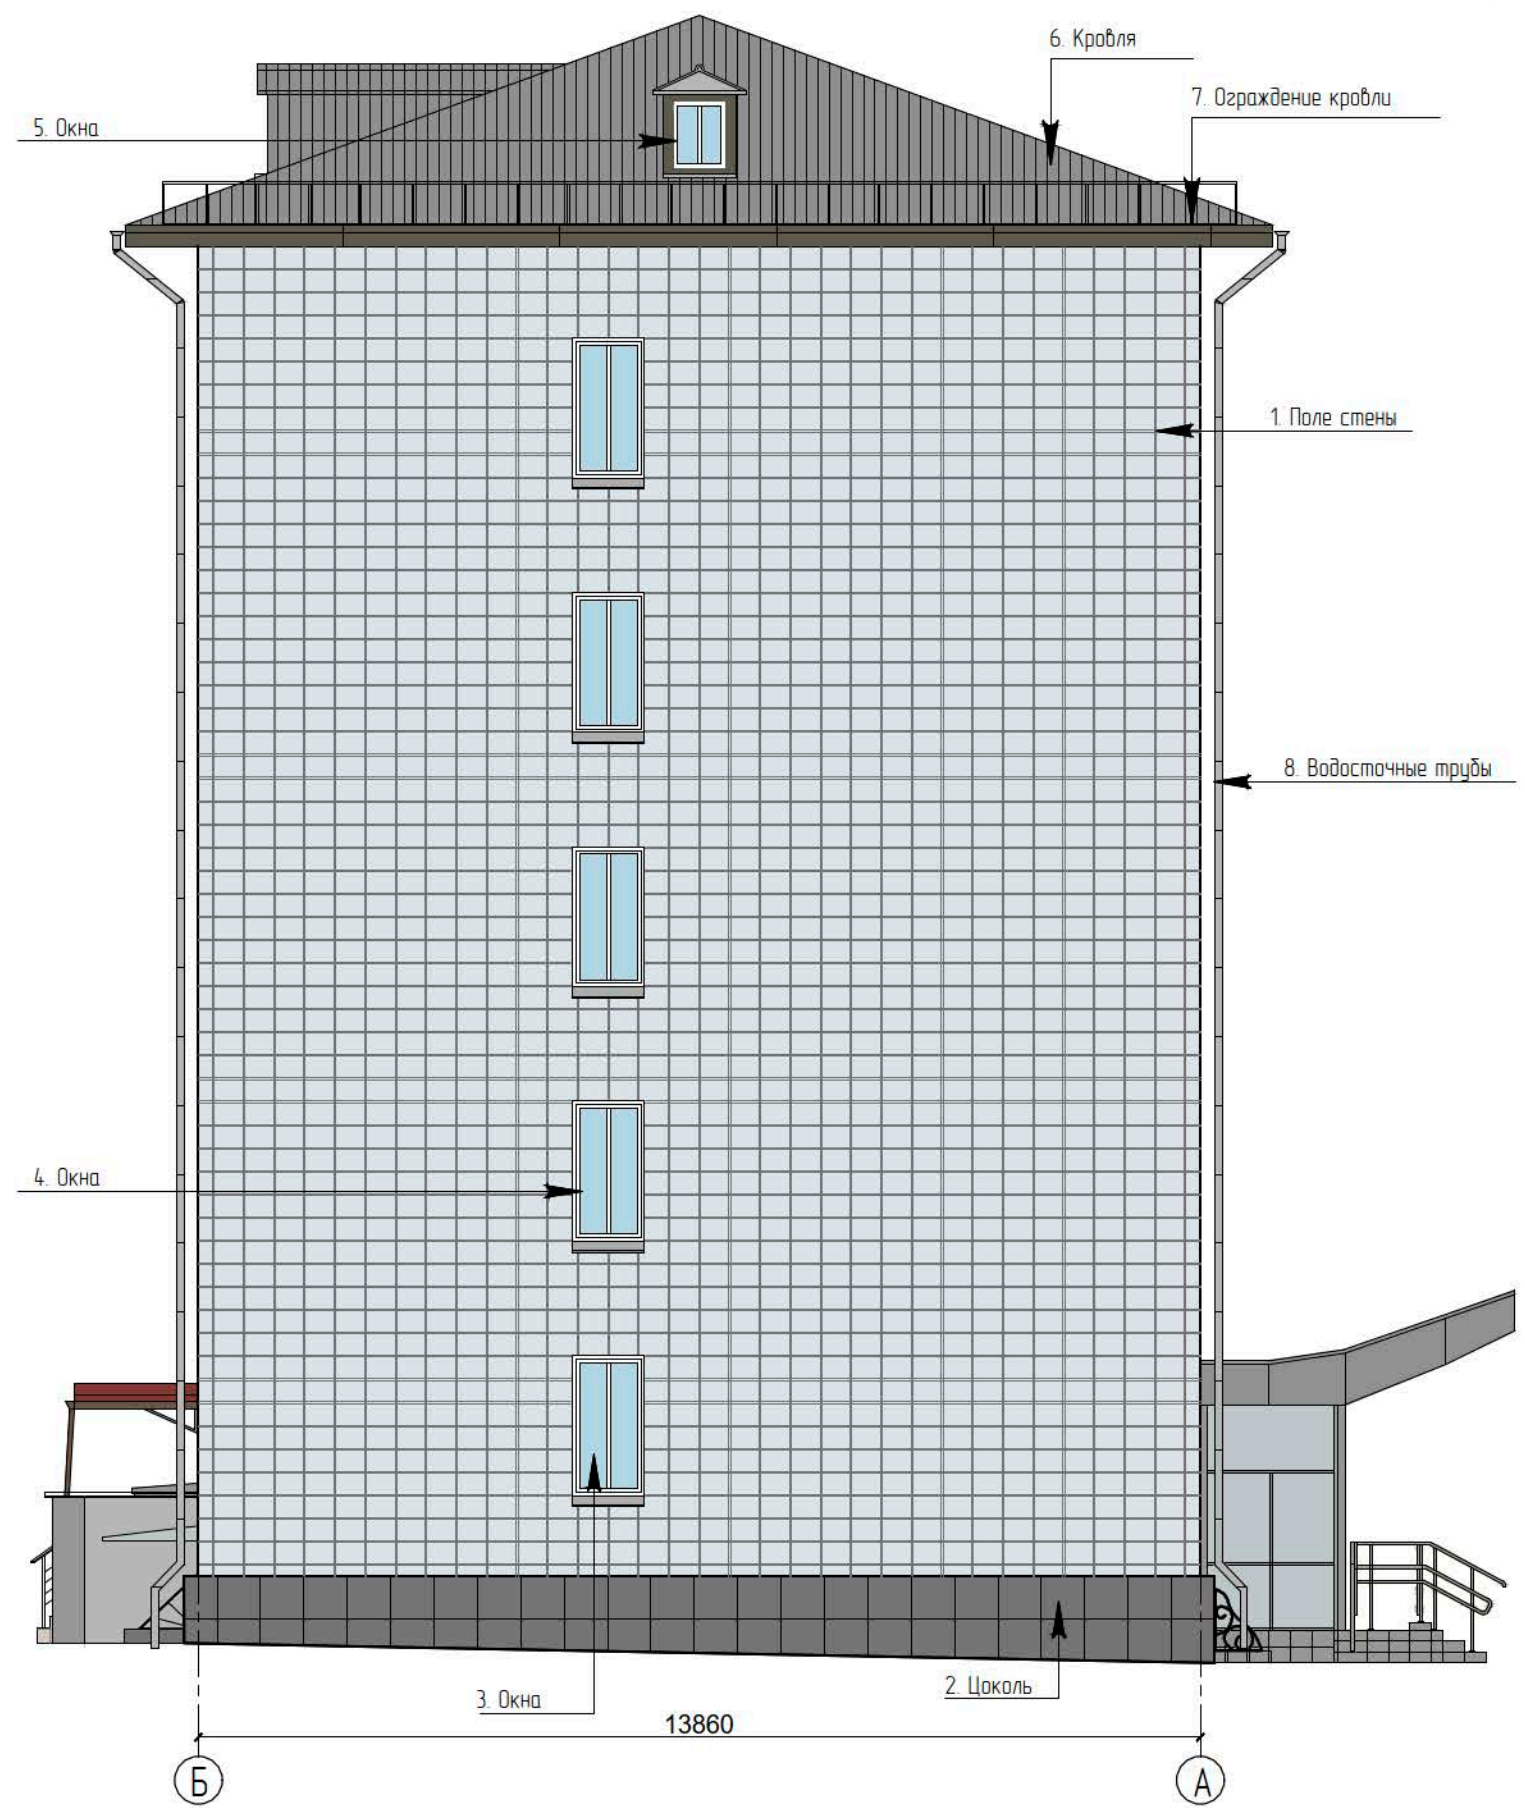 6. Кровля
7. Ограждение кровли
5. Окна
1. Поле стены
8. Водосточные трубы
4. Окна
2. Цоколь
3. Окна
13860
Б
А